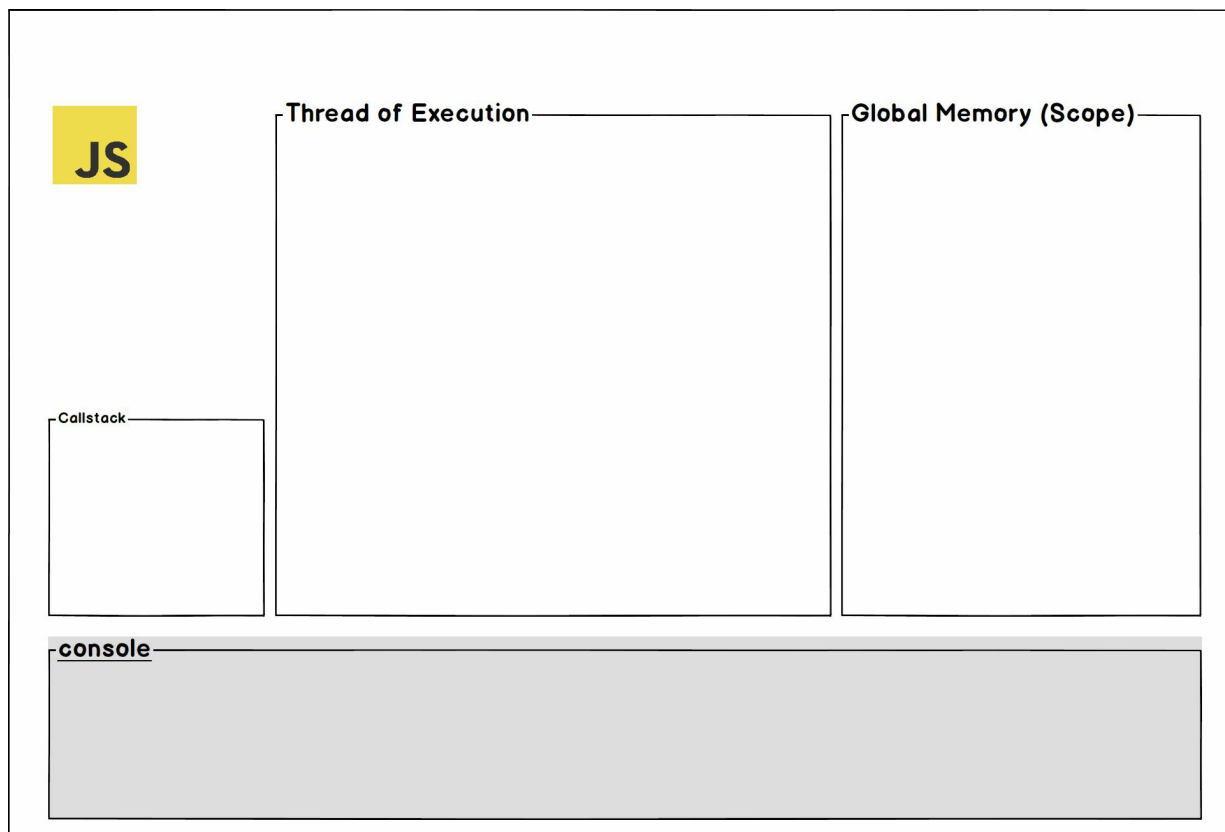 Thread of Execution
Global Memory (Scope)
JS
Callstack
console